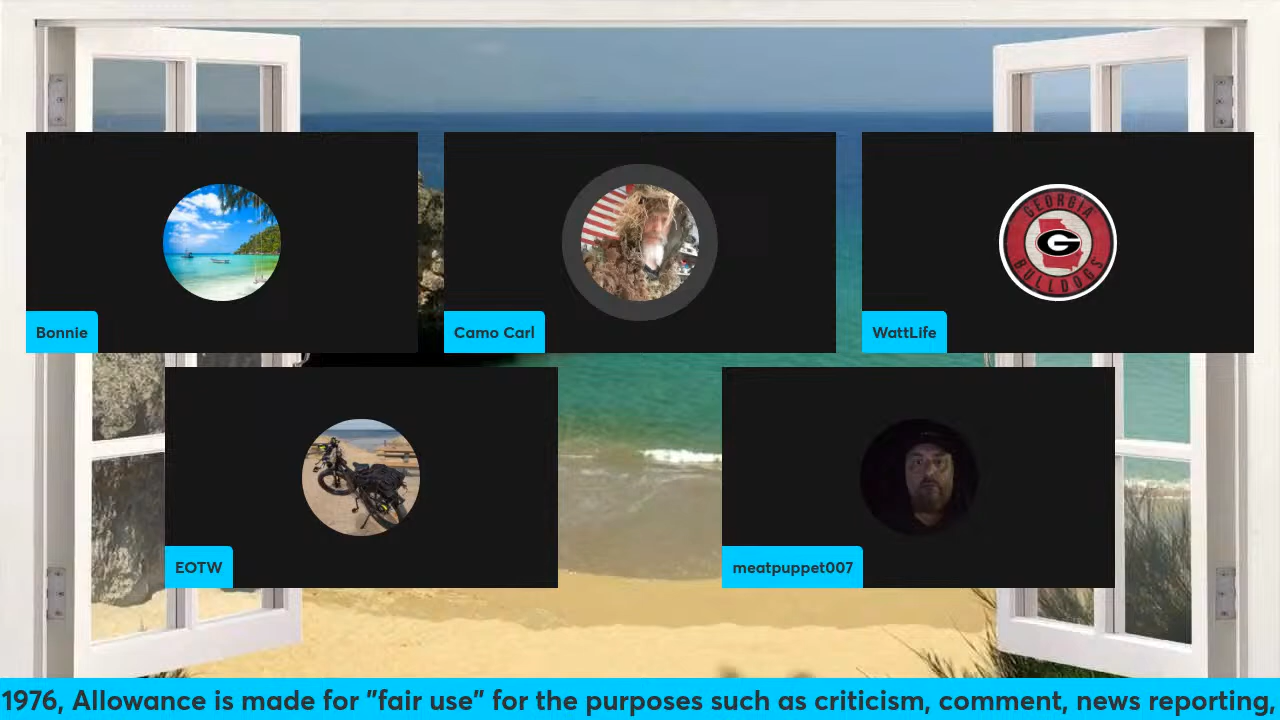 Bonnie
Camo Carl
GEORGIA
G
BULLDOGS
WattLife
EOTW
meatpuppet007
1976, Allowance is made for "fair use" for the purposes such as criticism, comment, news reporting,